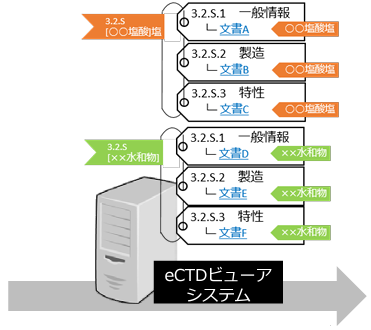 3.2.S
[○○塩酸]塩
3.2.S.1 一般情報
文書A
○○塩酸塩
3.2.S.2 製造
文書B
○○塩酸塩
3.2.S.3 特性
文書C
○○塩酸塩
3.2.S
[××水和物]
3.2.S.1 一般情報
文書D
××水和物
3.2.S.2 製造
文書E
××水和物
3.2.S.3 特性
文書F
××水和物
eCTDビューア
システム